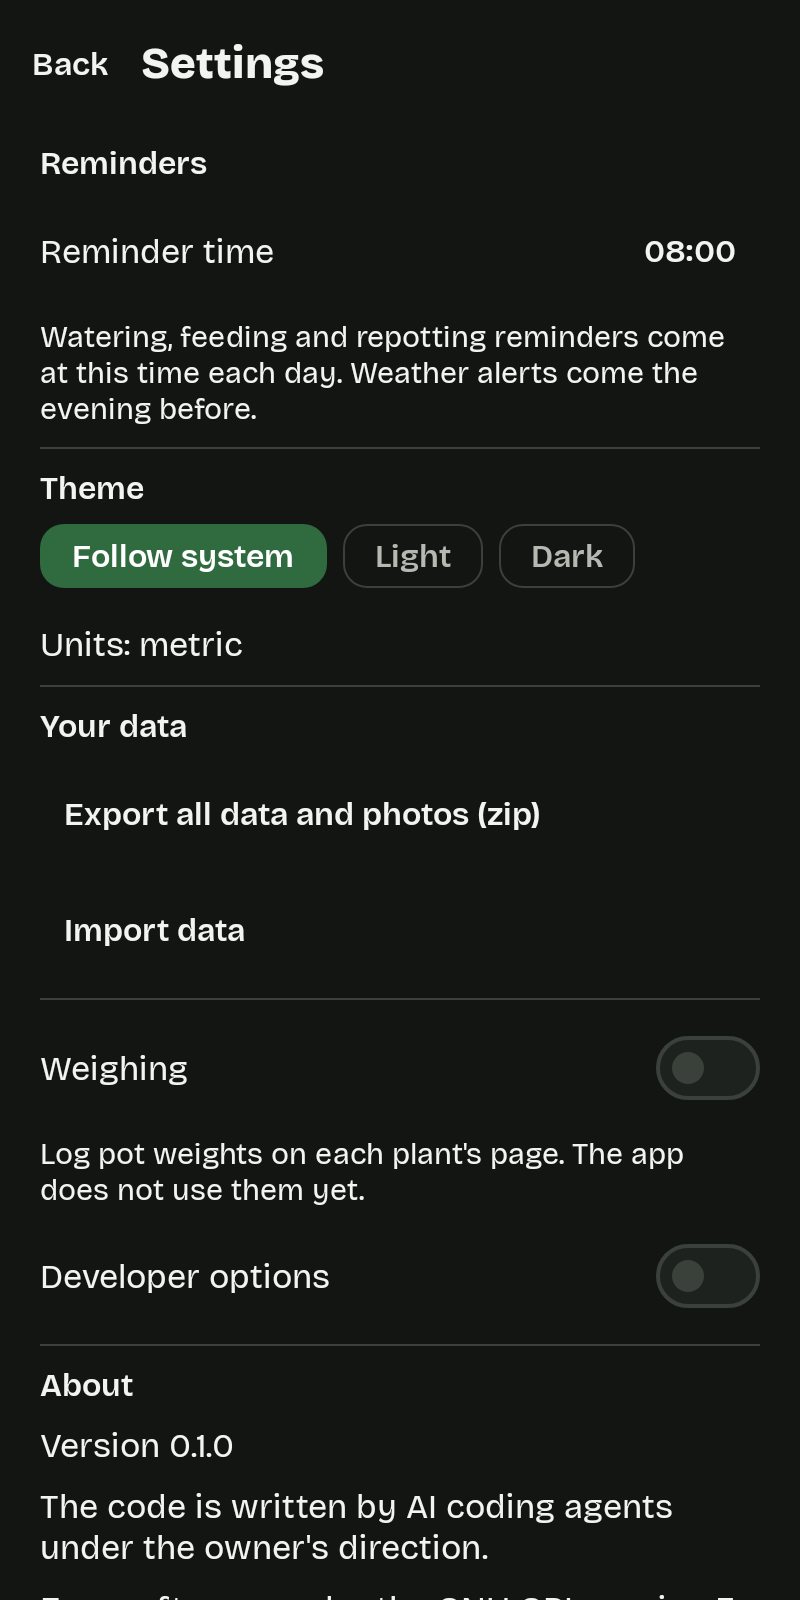 Back Settings
Reminders
Reminder time 08:00
Watering, feeding and repotting reminders come
at this time each day. Weather alerts come the
evening before.
Theme
Follow system Light Dark
Units: metric
Your data
Export all data and photos (zip)
Import data
Weighing
Log pot weights on each plant's page. The app
does not use them yet.
Developer options
About
Version 0.1.0
The code is written by AI coding agents
under the owner's direction.